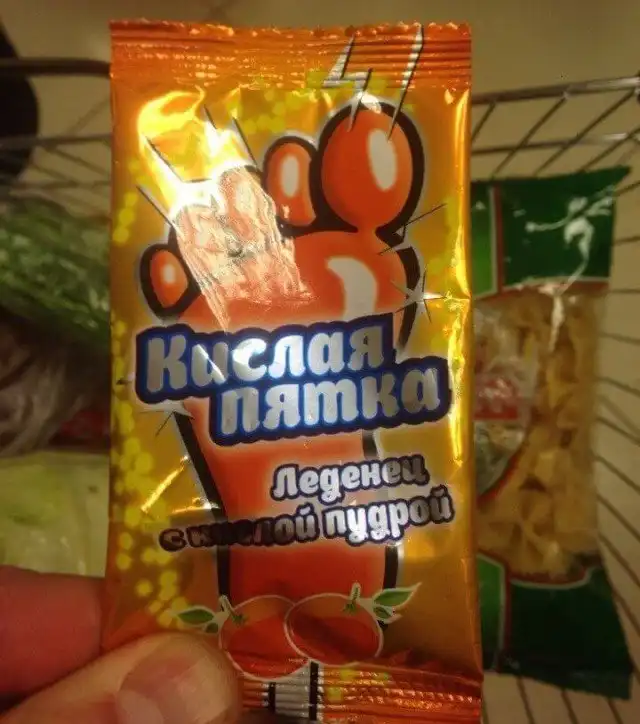 Кислая
пятка
Леденец
с кислой пудрой